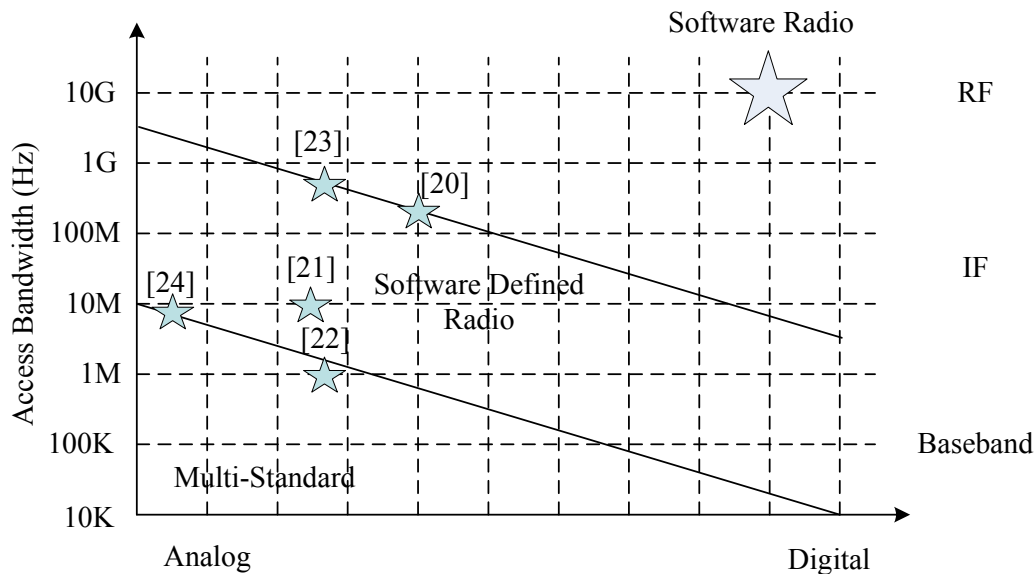 Software Radio
10G
RF
[23]
1G
[20]
100M
Access Bandwidth (Hz)
[21]
IF
[24]
Software Defined
Radio
10M
[22]
1M
100K
Baseband
Multi-Standard
10K
Analog
Digital